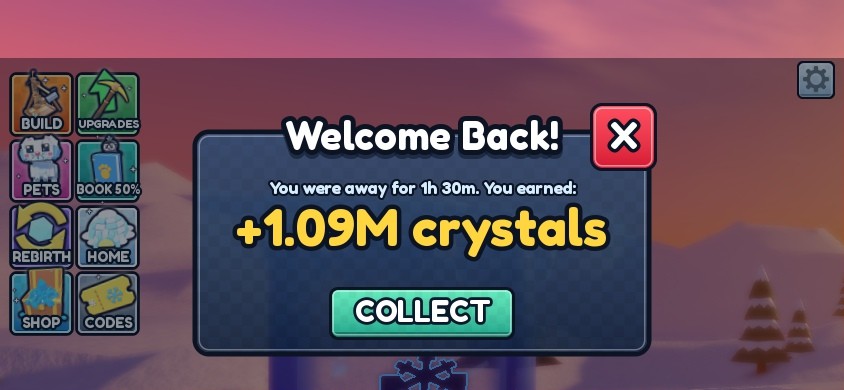 BUILD
UPGRADES
PETS
BOOK 50%
REBIRTH
HOME
SHOP
CODES
Welcome Back!
X
You were away for 1h 30m. You earned:
+1.09M crystals
COLLECT